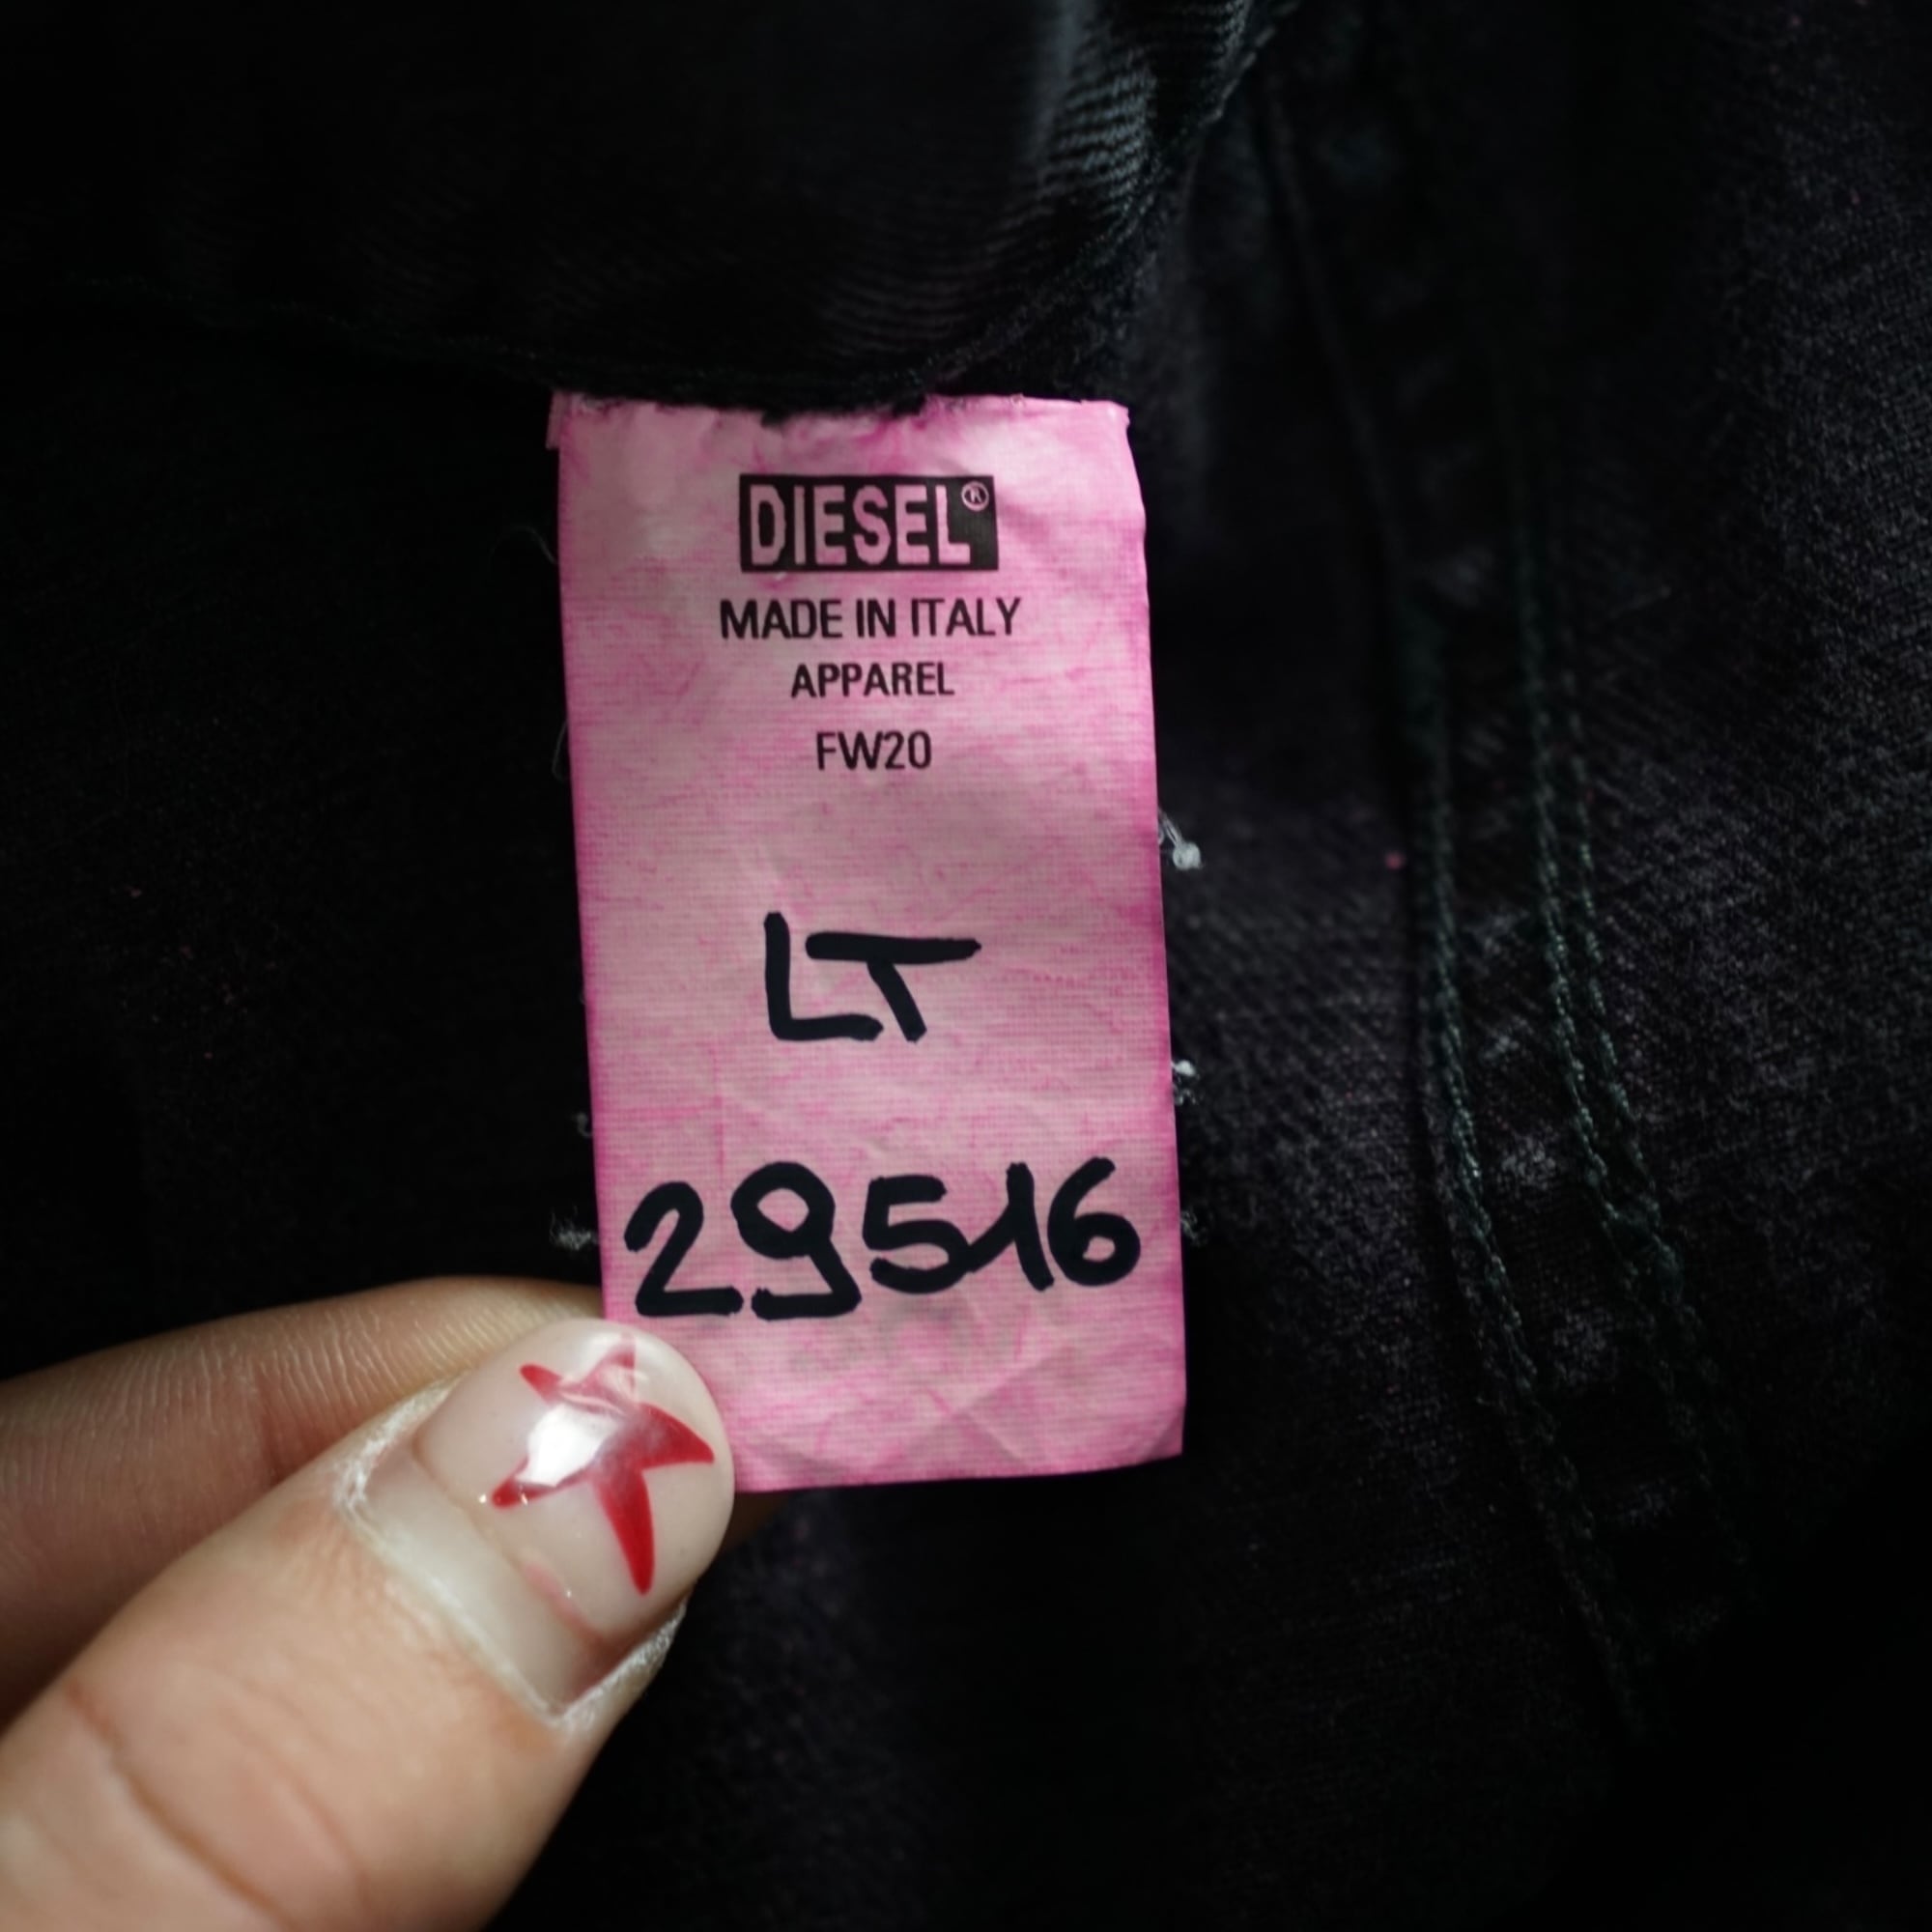 DIESEL®
MADE IN ITALY
APPAREL
FW20
LT
29516